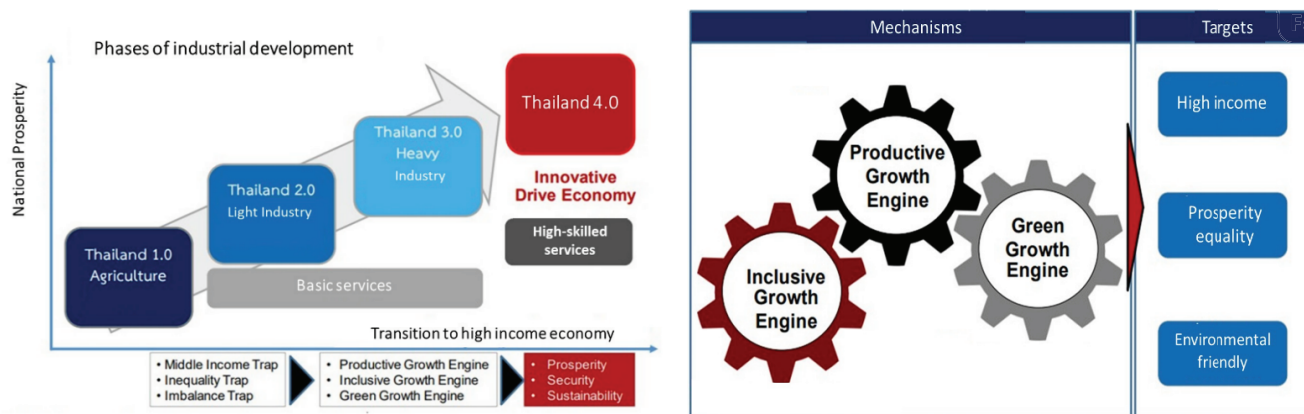 Phases of industrial development
National Prosperity
Thailand 1.0
Agriculture
Thailand 2.0
Light Industry
Thailand 3.0
Heavy
Industry
Thailand 4.0
Innovative
Drive Economy
High-skilled
services
Basic services
Transition to high income economy
• Middle Income Trap
• Inequality Trap
• Imbalance Trap
• Productive Growth Engine
• Inclusive Growth Engine
• Green Growth Engine
• Prosperity
• Security
• Sustainability
Mechanisms
Productive
Growth
Engine
Green
Growth
Engine
Inclusive
Growth
Engine
Targets
High income
Prosperity
equality
Environmental
friendly